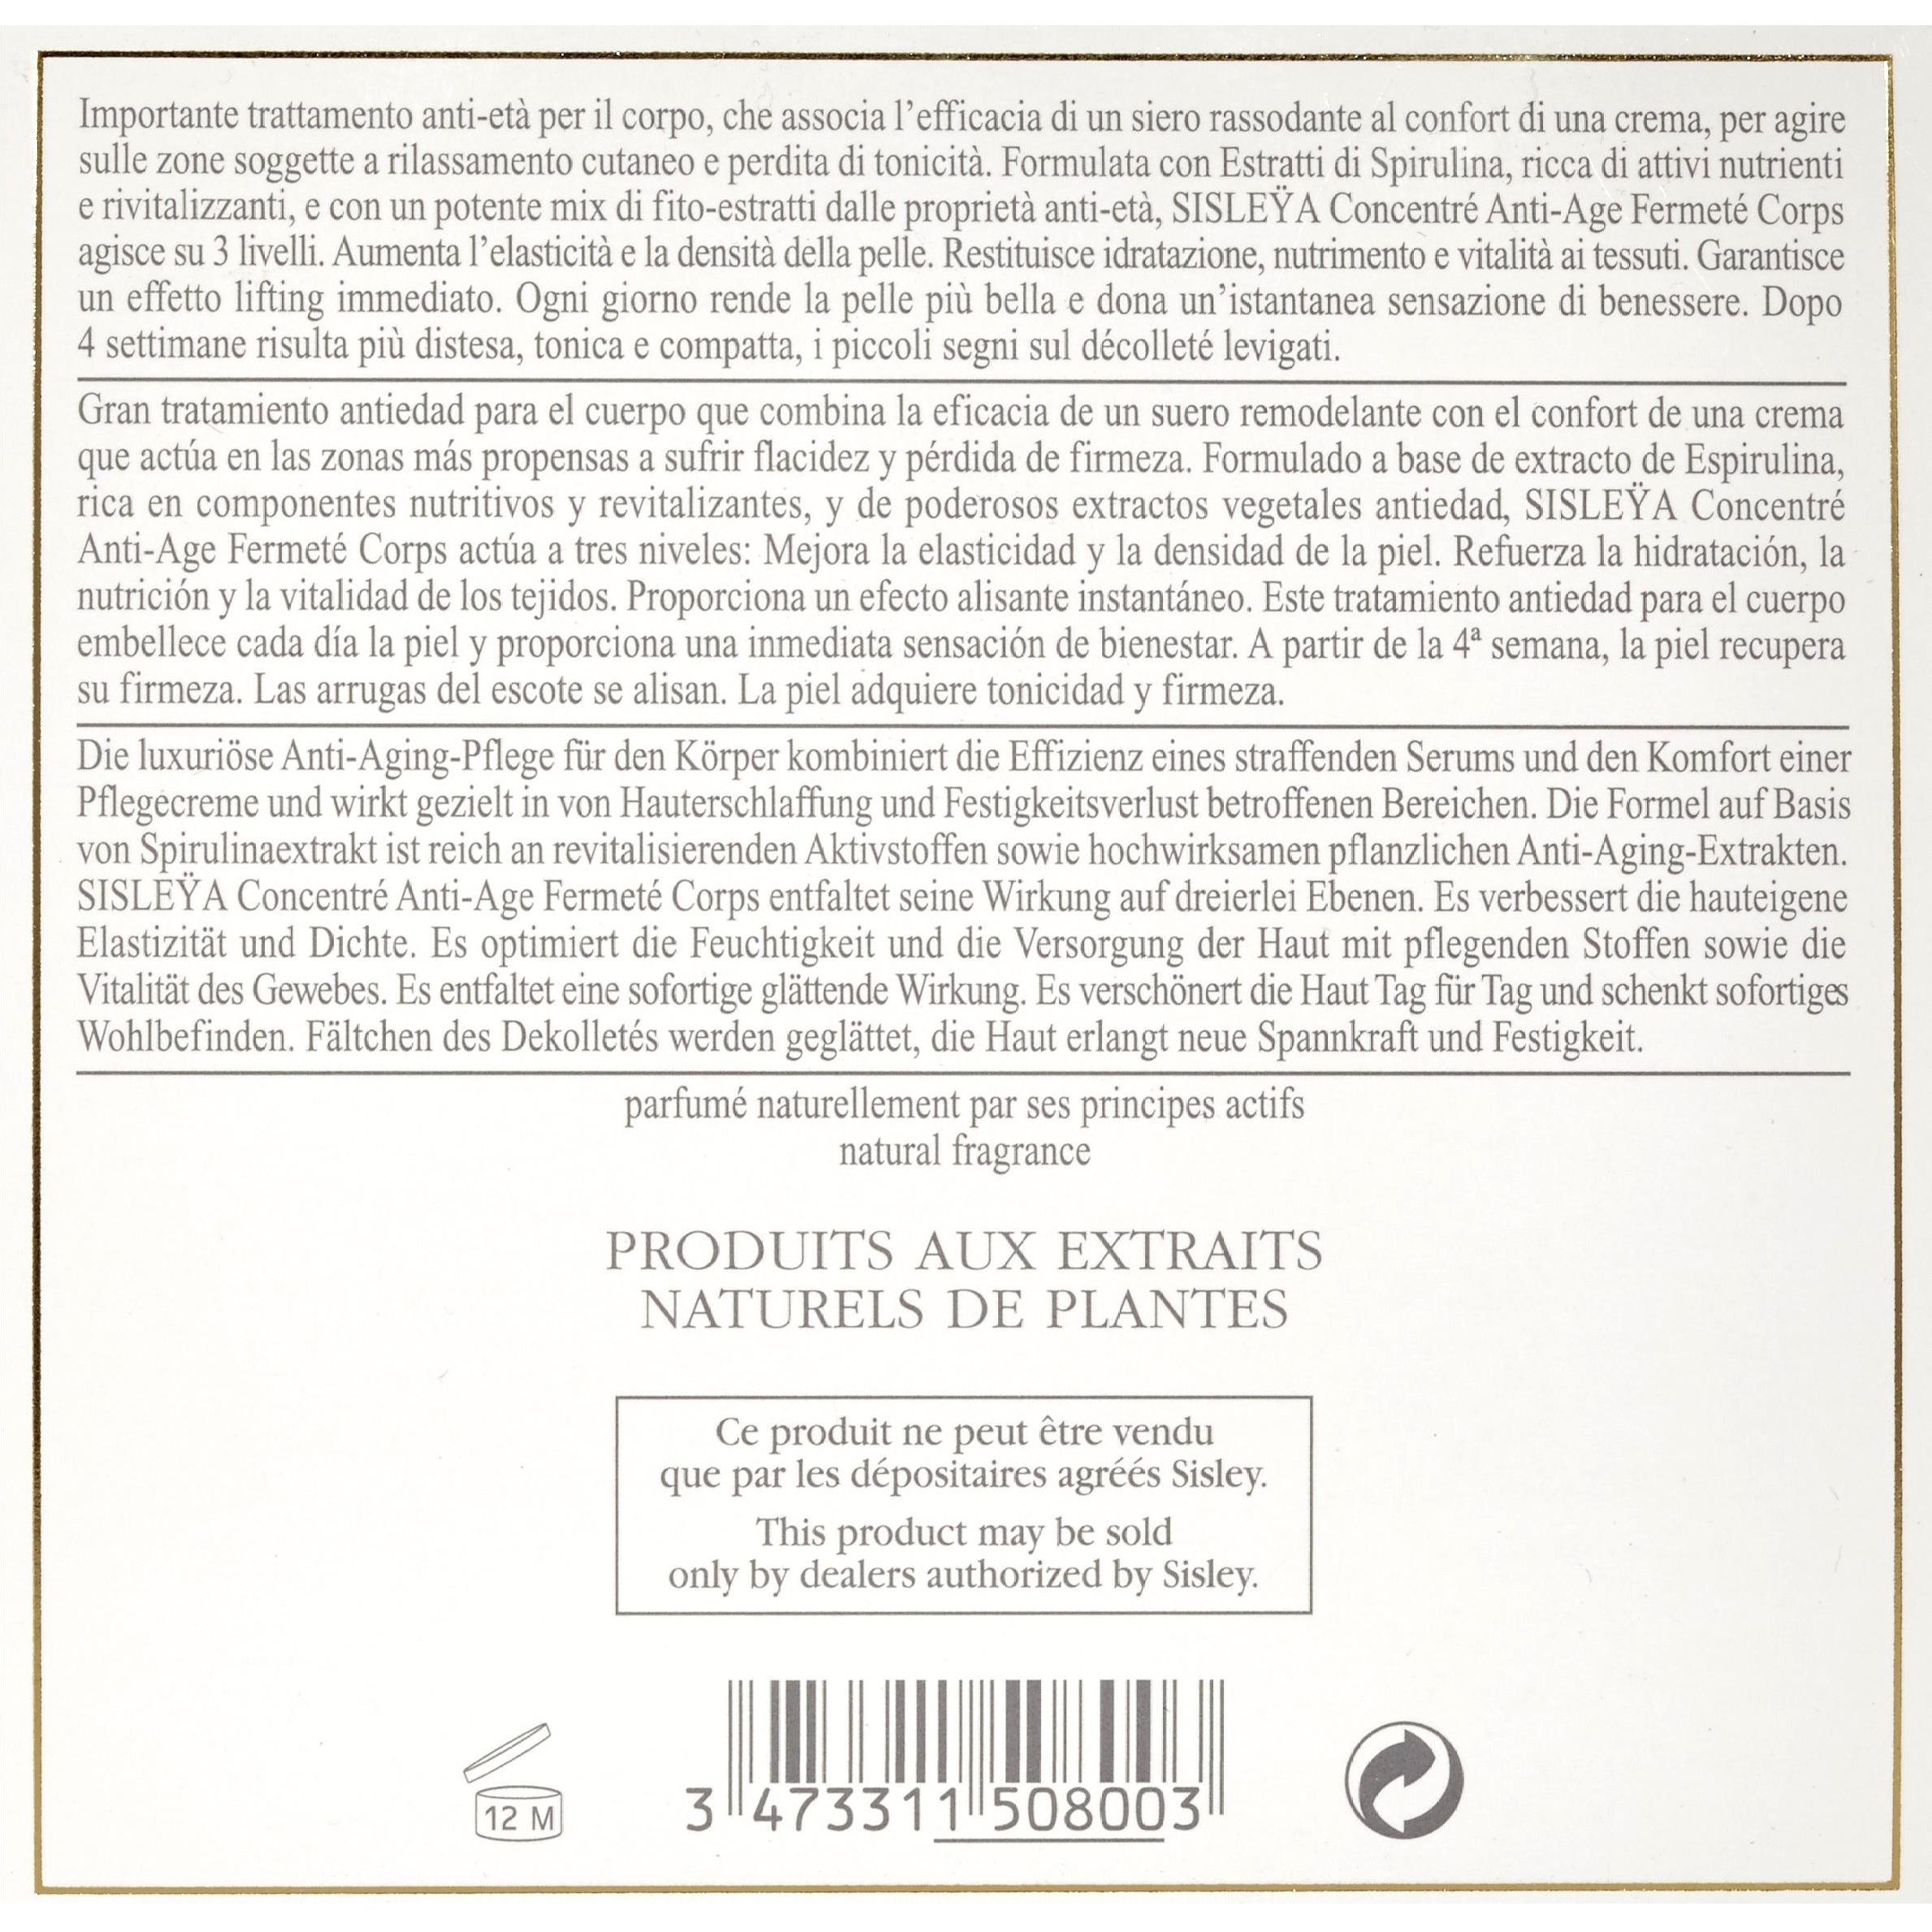 Importante trattamento anti-età per il corpo, che associa l’efficacia di un siero rassodante al confort di una crema, per agire
sulle zone soggette a rilassamento cutaneo e perdita di tonicità. Formulata con Estratti di Spirulina, ricca di attivi nutrienti
e rivitalizzanti, e con un potente mix di fito-estratti dalle proprietà anti-età, SISLEŸA Concentré Anti-Age Fermeté Corps
agisce su 3 livelli. Aumenta l’elasticità e la densità della pelle. Restituisce idratazione, nutrimento e vitalità ai tessuti. Garantisce
un effetto lifting immediato. Ogni giorno rende la pelle più bella e dona un’istantanea sensazione di benessere. Dopo
4 settimane risulta più distesa, tonica e compatta, i piccoli segni sul décolleté levigati.
Gran tratamiento antiedad para el cuerpo que combina la eficacia de un suero remodelante con el confort de una crema
que actúa en las zonas más propensas a sufrir flacidez y pérdida de firmeza. Formulado a base de extracto de Espirulina,
rica en componentes nutritivos y revitalizantes, y de poderosos extractos vegetales antiedad, SISLEŸA Concentré
Anti-Age Fermeté Corps actúa a tres niveles: Mejora la elasticidad y la densidad de la piel. Refuerza la hidratación, la
nutrición y la vitalidad de los tejidos. Proporciona un efecto alisante instantáneo. Este tratamiento antiedad para el cuerpo
embellece cada día la piel y proporciona una inmediata sensación de bienestar. A partir de la 4ª semana, la piel recupera
su firmeza. Las arrugas del escote se alisan. La piel adquiere tonicidad y firmeza.
Die luxuriöse Anti-Aging-Pflege für den Körper kombiniert die Effizienz eines straffenden Serums und den Komfort einer
Pflegecreme und wirkt gezielt in von Hauterschlaffung und Festigkeitsverlust betroffenen Bereichen. Die Formel auf Basis
von Spirulinaextrakt ist reich an revitalisierenden Aktivstoffen sowie hochwirksamen pflanzlichen Anti-Aging-Extrakten.
SISLEŸA Concentré Anti-Age Fermeté Corps entfaltet seine Wirkung auf dreierlei Ebenen. Es verbessert die hauteigene
Elastizität und Dichte. Es optimiert die Feuchtigkeit und die Versorgung der Haut mit pflegenden Stoffen sowie die
Vitalität des Gewebes. Es entfaltet eine sofortige glättende Wirkung. Es verschönert die Haut Tag für Tag und schenkt sofortiges
Wohlbefinden. Fältchen des Dekolletés werden geglättet, die Haut erlangt neue Spannkraft und Festigkeit.
parfumé naturellement par ses principes actifs
natural fragrance
PRODUITS AUX EXTRAITS
NATURELS DE PLANTES
Ce produit ne peut être vendu
que par les dépositaires agréés Sisley.
This product may be sold
only by dealers authorized by Sisley.
12 M
3 473311 508003